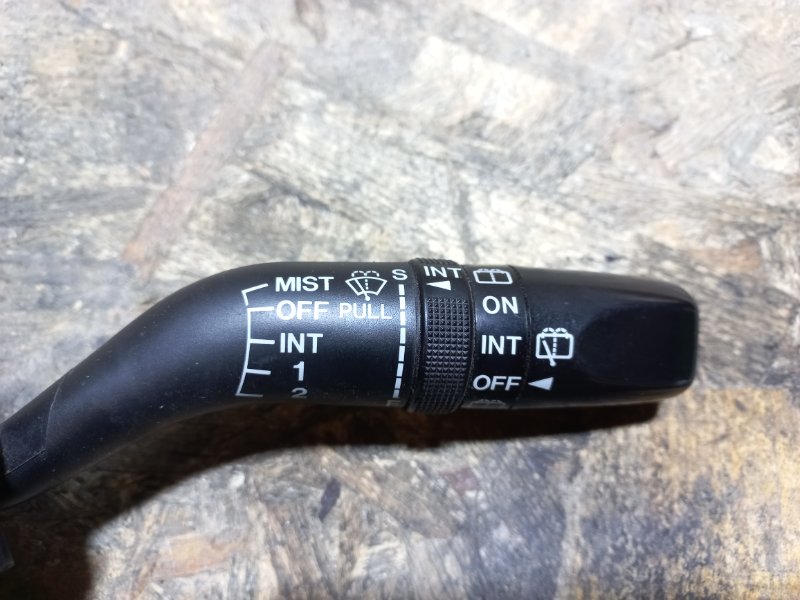 MIST
OFF PULL
INT
1
2
S
INT
ON
INT
OFF